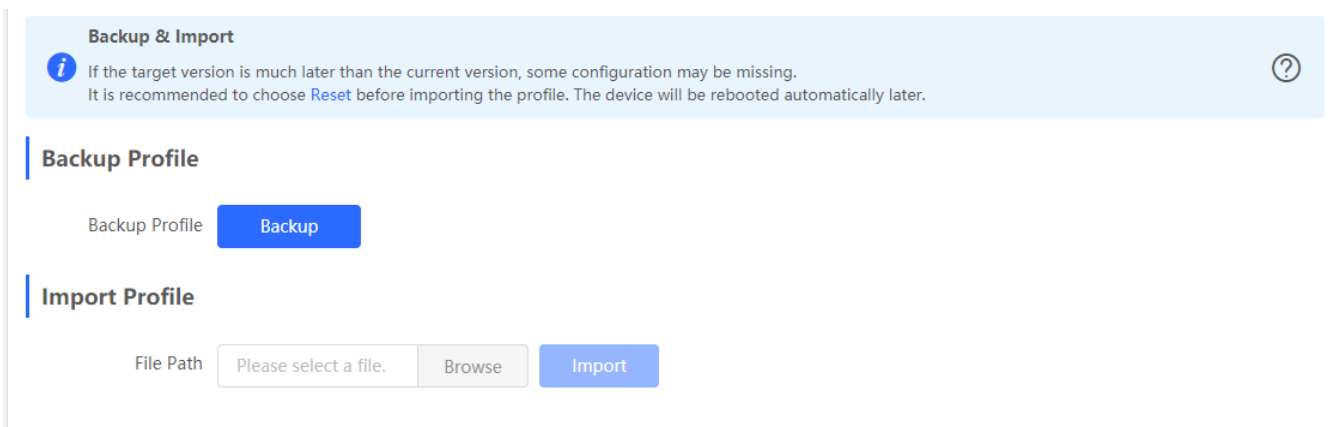 Backup & Import
If the target version is much later than the current version, some configuration may be missing.
It is recommended to choose Reset before importing the profile. The device will be rebooted automatically later.
Backup Profile
Backup Profile Backup
Import Profile
File Path Please select a file. Browse Import